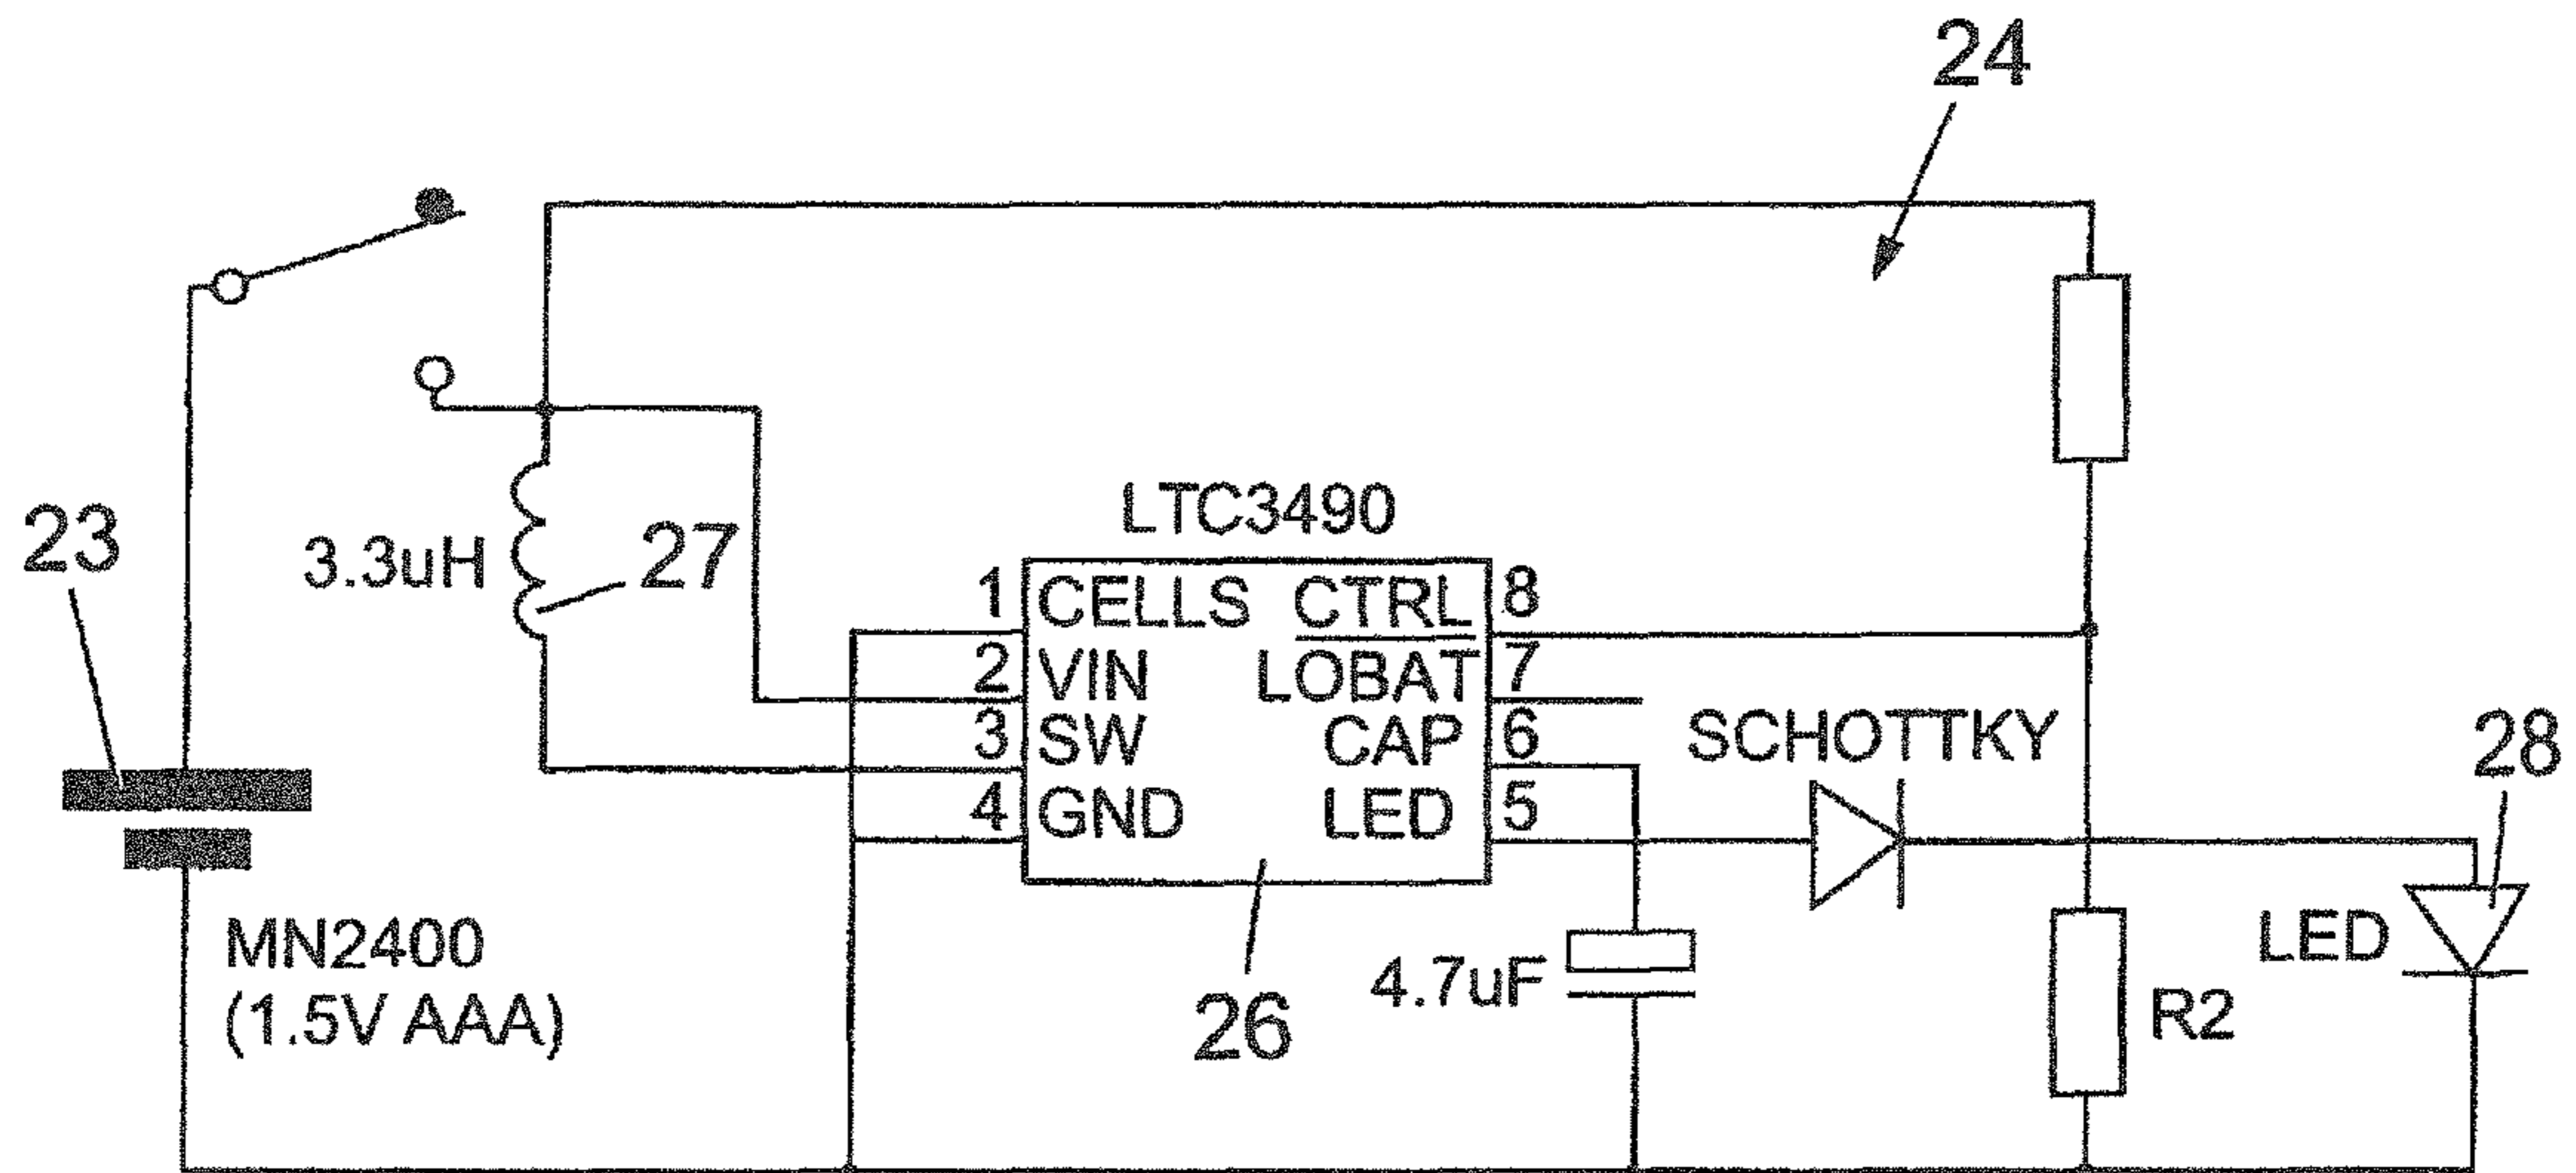 24
23
3.3uH
27
LTC3490
1 CELLS CTRL 8
2 VIN LOBAT 7
3 SW CAP 6
4 GND LED 5
SCHOTTKY
28
MN2400
(1.5V AAA)
26
4.7uF
R2
LED